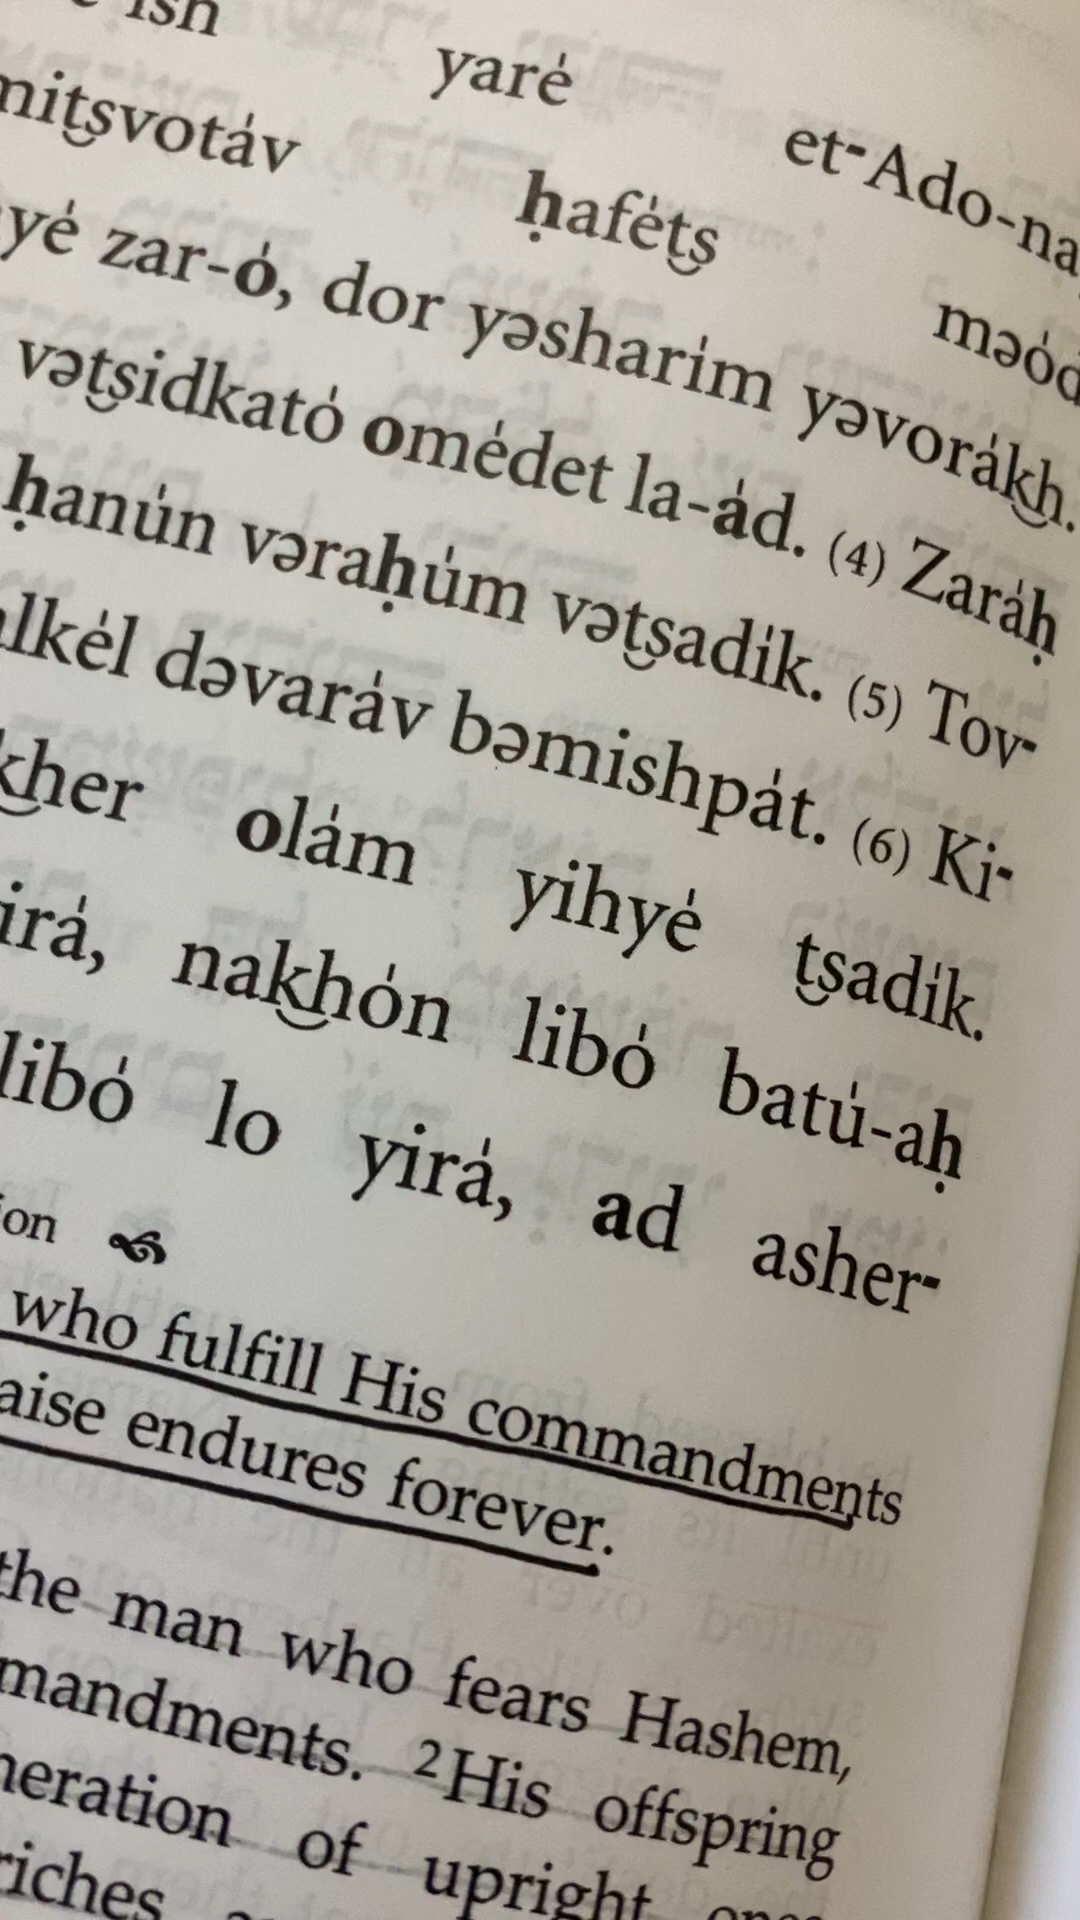 yaré et-Ado-na
mitsvotáv ḥaféts məód
yé zar-ó, dor yəsharím yəvorákh.
vətsidkató omédet la-ád. (4) Zaráḥ
ḥanún vəraḥúm vətsadík. (5) Tov-
lkél dəvaráv bəmishpát. (6) Ki-
kher olám yihyé tsadík.
irá, nakhón libó batú-aḥ
libó lo yirá, ad asher-
ion
who fulfill His commandments
aise endures forever.
the man who fears Hashem,
mandments. ²His offspring
neration of upright
riches